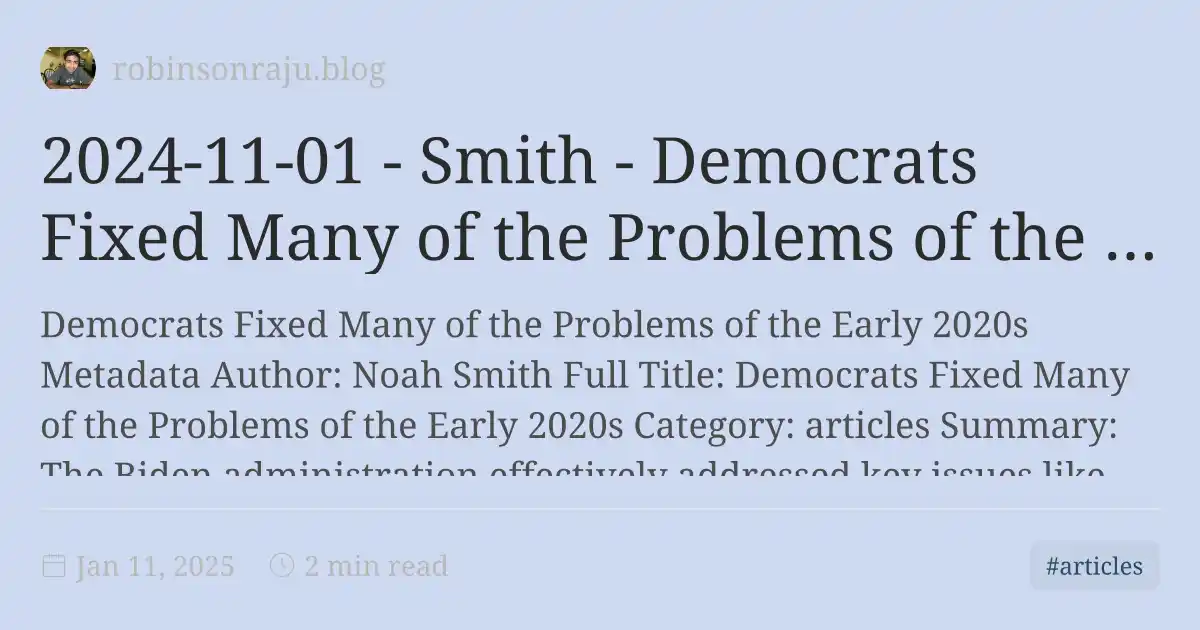 robinsonraju.blog
2024-11-01 - Smith - Democrats
Fixed Many of the Problems of the ...
Democrats Fixed Many of the Problems of the Early 2020s
Metadata Author: Noah Smith Full Title: Democrats Fixed Many
of the Problems of the Early 2020s Category: articles Summary:
The Biden administration effectively addressed key issues like
Jan 11, 2025
2 min read
#articles